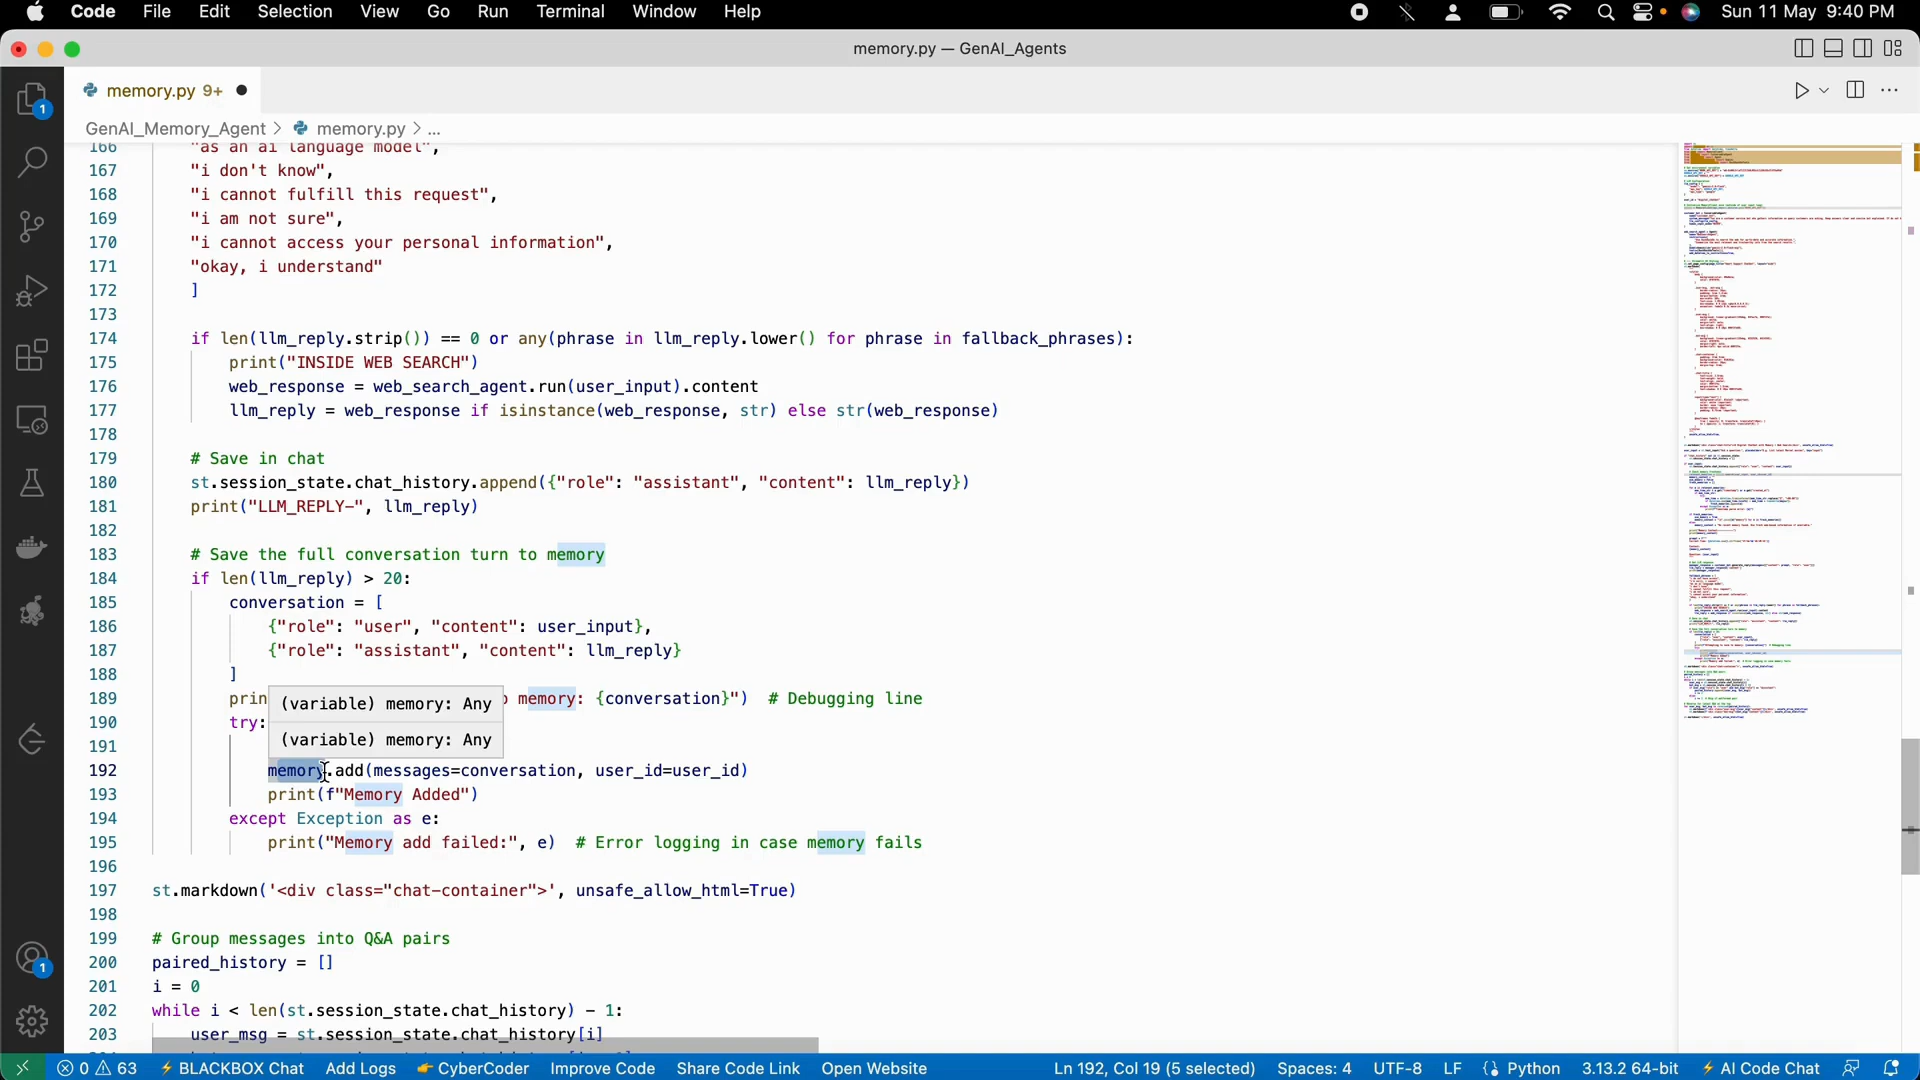 Code File Edit Selection View Go Run Terminal Window Help Sun 11 May 9:40 PM
memory.py — GenAI_Agents
1 memory.py 9+
GenAI_Memory_Agent > memory.py > ...
166 "as an ai language model",
167 "i don't know",
168 "i cannot fulfill this request",
169 "i am not sure",
170 "i cannot access your personal information",
171 "okay, i understand"
172 ]
173
174 if len(llm_reply.strip()) == 0 or any(phrase in llm_reply.lower() for phrase in fallback_phrases):
175 print("INSIDE WEB SEARCH")
176 web_response = web_search_agent.run(user_input).content
177 llm_reply = web_response if isinstance(web_response, str) else str(web_response)
178
179 # Save in chat
180 st.session_state.chat_history.append({"role": "assistant", "content": llm_reply})
181 print("LLM_REPLY-", llm_reply)
182
183 # Save the full conversation turn to memory
184 if len(llm_reply) > 20:
185 conversation = [
186 {"role": "user", "content": user_input},
187 {"role": "assistant", "content": llm_reply}
188 ]
189 prin memory: {conversation}") # Debugging line
(variable) memory: Any
190 try:
191
(variable) memory: Any
192 memory.add(messages=conversation, user_id=user_id)
193 print(f"Memory Added")
194 except Exception as e:
195 print("Memory add failed:", e) # Error logging in case memory fails
196
197 st.markdown('<div class="chat-container">', unsafe_allow_html=True)
198
199 # Group messages into Q&A pairs
200 paired_history = []
201 i = 0
202 while i < len(st.session_state.chat_history) - 1:
203 user_msg = st.session_state.chat_history[i]
1
0 63 BLACKBOX Chat Add Logs CyberCoder Improve Code Share Code Link Open Website Ln 192, Col 19 (5 selected) Spaces: 4 UTF-8 LF {} Python 3.13.2 64-bit AI Code Chat